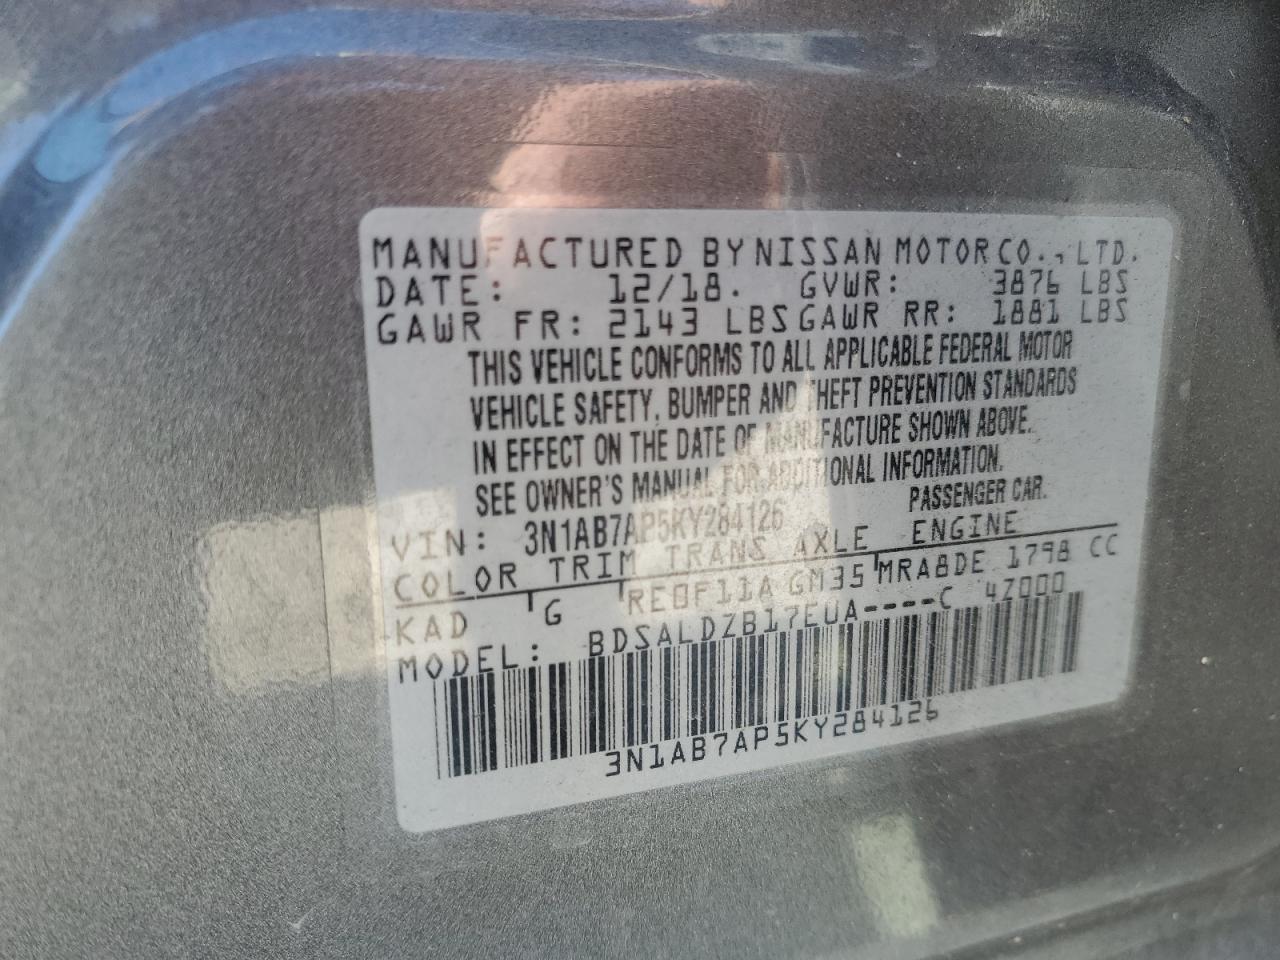 MANUFACTURED BY NISSAN MOTOR CO., LTD.
DATE: 12/18. GVWR: 3876 LBS
GAWR FR: 2143 LBS GAWR RR: 1881 LBS
THIS VEHICLE CONFORMS TO ALL APPLICABLE FEDERAL MOTOR
VEHICLE SAFETY, BUMPER AND THEFT PREVENTION STANDARDS
IN EFFECT ON THE DATE OF MANUFACTURE SHOWN ABOVE.
SEE OWNER'S MANUAL FOR ADDITIONAL INFORMATION.
PASSENGER CAR.
VIN: 3N1AB7AP5KY284126
COLOR TRIM TRANS AXLE ENGINE
KAD G RE0F11A GM35 MRA8DE 1798 CC
MODEL: BDSALDZB17EUA----C 4Z000
3N1AB7AP5KY284126